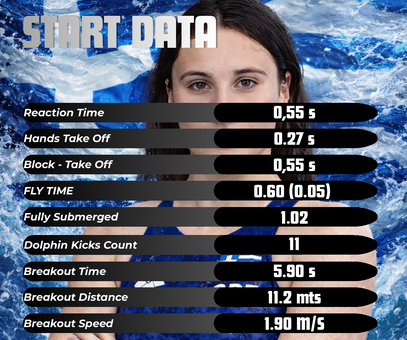 START DATA
Reaction Time 0,55 s
Hands Take Off 0.27 s
Block - Take Off 0,55 s
FLY TIME 0.60 (0.05)
Fully Submerged 1.02
Dolphin Kicks Count 11
Breakout Time 5.90 s
Breakout Distance 11.2 mts
Breakout Speed 1.90 M/S